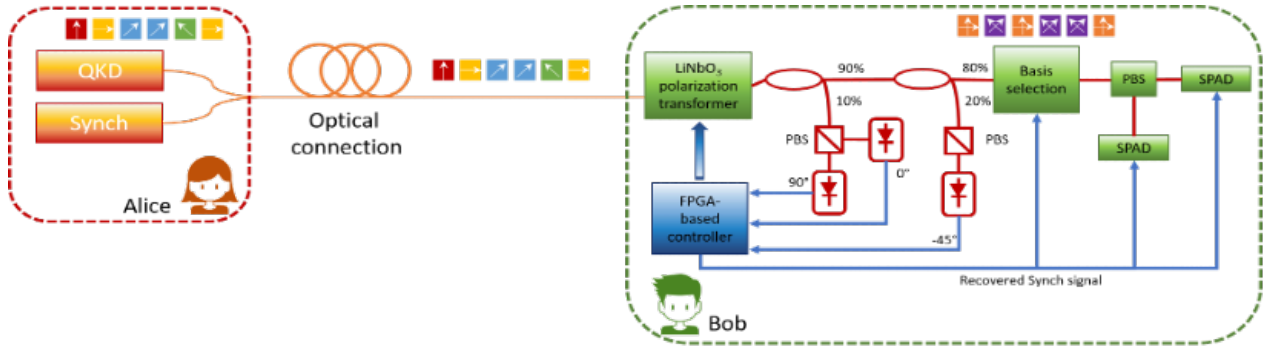 QKD
Synch
Alice
Optical
connection
LiNbO₃
polarization
transformer
90%
10%
80%
20%
Basis
selection
PBS
SPAD
SPAD
PBS
PBS
90°
0°
-45°
FPGA-
based
controller
Recovered Synch signal
Bob